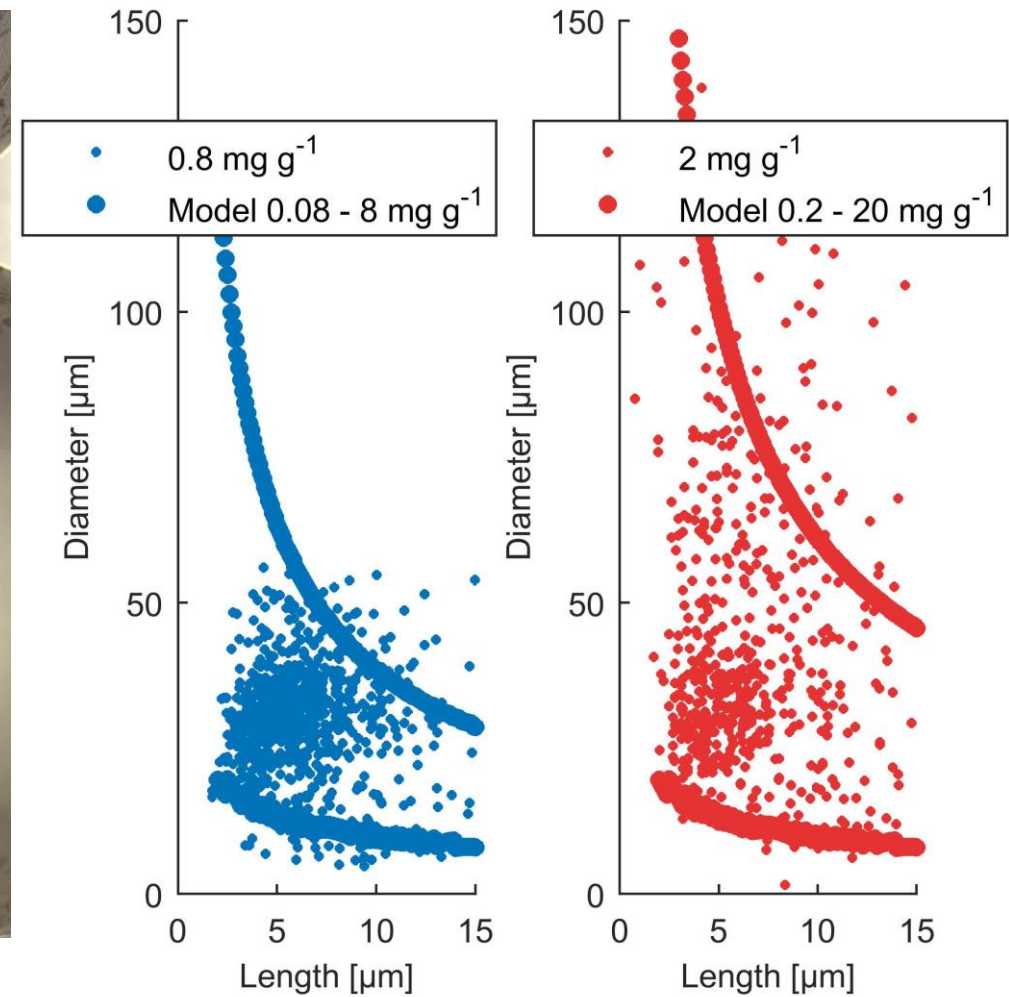 150
100
50
0
0 5 10 15
Diameter [µm]
Length [µm]
0.8 mg g⁻¹
Model 0.08 - 8 mg g⁻¹
150
100
50
0
0 5 10 15
Diameter [µm]
Length [µm]
2 mg g⁻¹
Model 0.2 - 20 mg g⁻¹